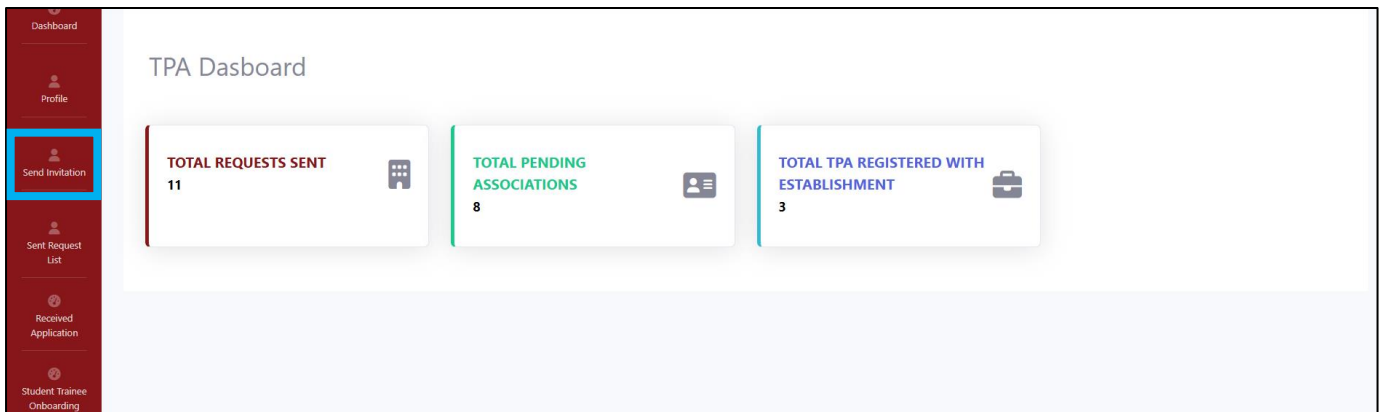 Dashboard
Profile
Send Invitation
Sent Request
List
Received
Application
Student Trainee
Onboarding
TPA Dasboard
TOTAL REQUESTS SENT
11
TOTAL PENDING
ASSOCIATIONS
8
TOTAL TPA REGISTERED WITH
ESTABLISHMENT
3